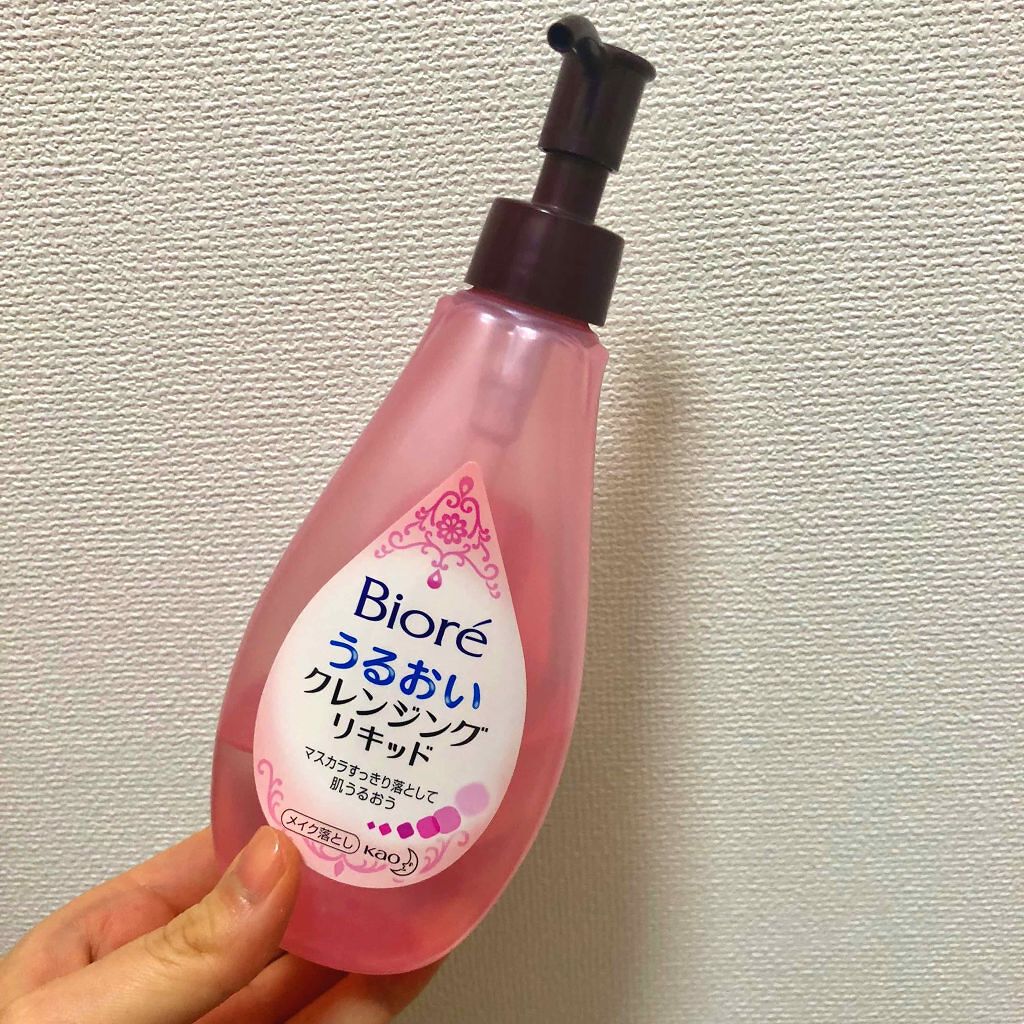 Bioré
うるおい
クレンジング
リキッド
マスカラすっきり落として
肌うるおう
メイク落とし
Kao